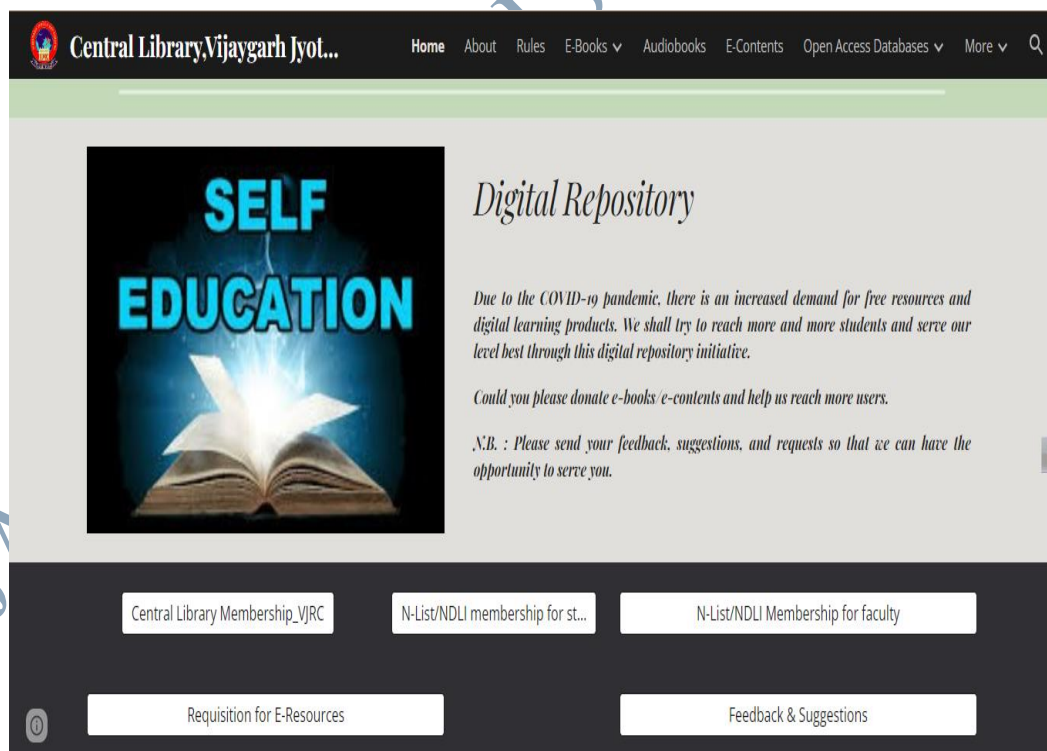 Central Library,Vijaygarh Jyot...
Home About Rules E-Books Audiobooks E-Contents Open Access Databases More
SELF
EDUCATION
Digital Repository
Due to the COVID-19 pandemic, there is an increased demand for free resources and
digital learning products. We shall try to reach more and more students and serve our
level best through this digital repository initiative.
Could you please donate e-books/e-contents and help us reach more users.
N.B. : Please send your feedback, suggestions, and requests so that we can have the
opportunity to serve you.
Central Library Membership_VJRC
N-List/NDLI membership for st...
N-List/NDLI Membership for faculty
Requisition for E-Resources
Feedback & Suggestions